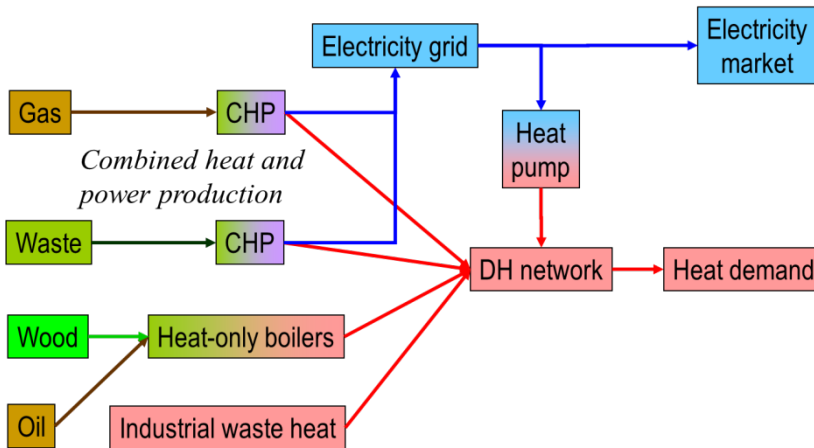 Electricity grid
Electricity
market
Gas
CHP
Heat
pump
Combined heat and
power production
Waste
CHP
DH network
Heat demand
Wood
Heat-only boilers
Oil
Industrial waste heat